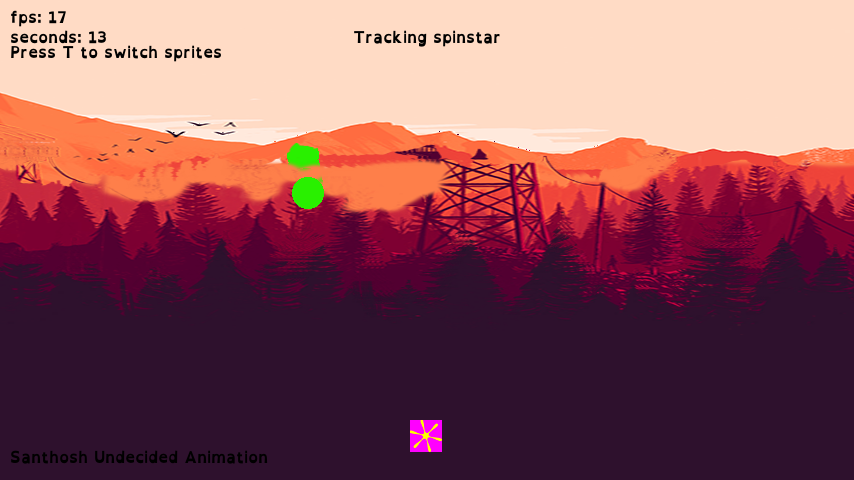 fps: 17
seconds: 13
Press T to switch sprites
Tracking spinstar
Santhosh Undecided Animation